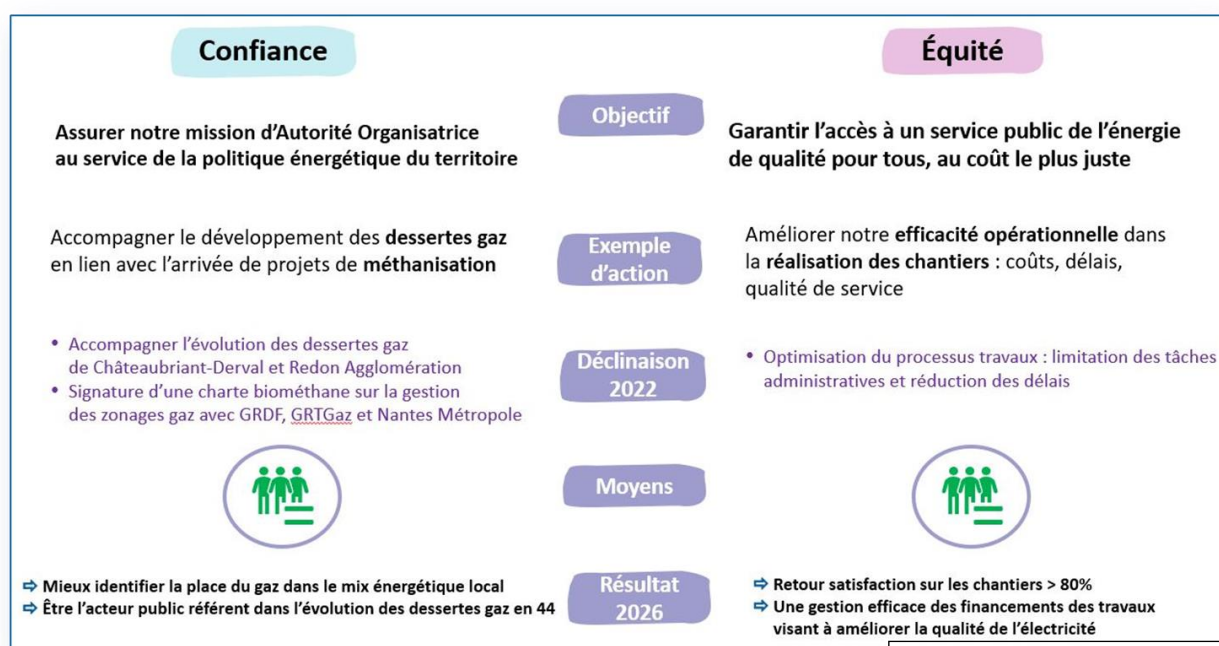 Confiance
Équité
Objectif
Assurer notre mission d'Autorité Organisatrice
au service de la politique énergétique du territoire
Garantir l'accès à un service public de l'énergie
de qualité pour tous, au coût le plus juste
Accompagner le développement des dessertes gaz
en lien avec l'arrivée de projets de méthanisation
Exemple
d'action
Améliorer notre efficacité opérationnelle dans
la réalisation des chantiers : coûts, délais,
qualité de service
• Accompagner l'évolution des dessertes gaz
de Châteaubriant-Derval et Redon Agglomération
• Signature d'une charte biométhane sur la gestion
des zonages gaz avec GRDF, GRTGaz et Nantes Métropole
Déclinaison
2022
• Optimisation du processus travaux : limitation des tâches
administratives et réduction des délais
Moyens
⇨ Mieux identifier la place du gaz dans le mix énergétique local
⇨ Être l'acteur public référent dans l'évolution des dessertes gaz en 44
Résultat
2026
⇨ Retour satisfaction sur les chantiers > 80%
⇨ Une gestion efficace des financements des travaux
visant à améliorer la qualité de l'électricité